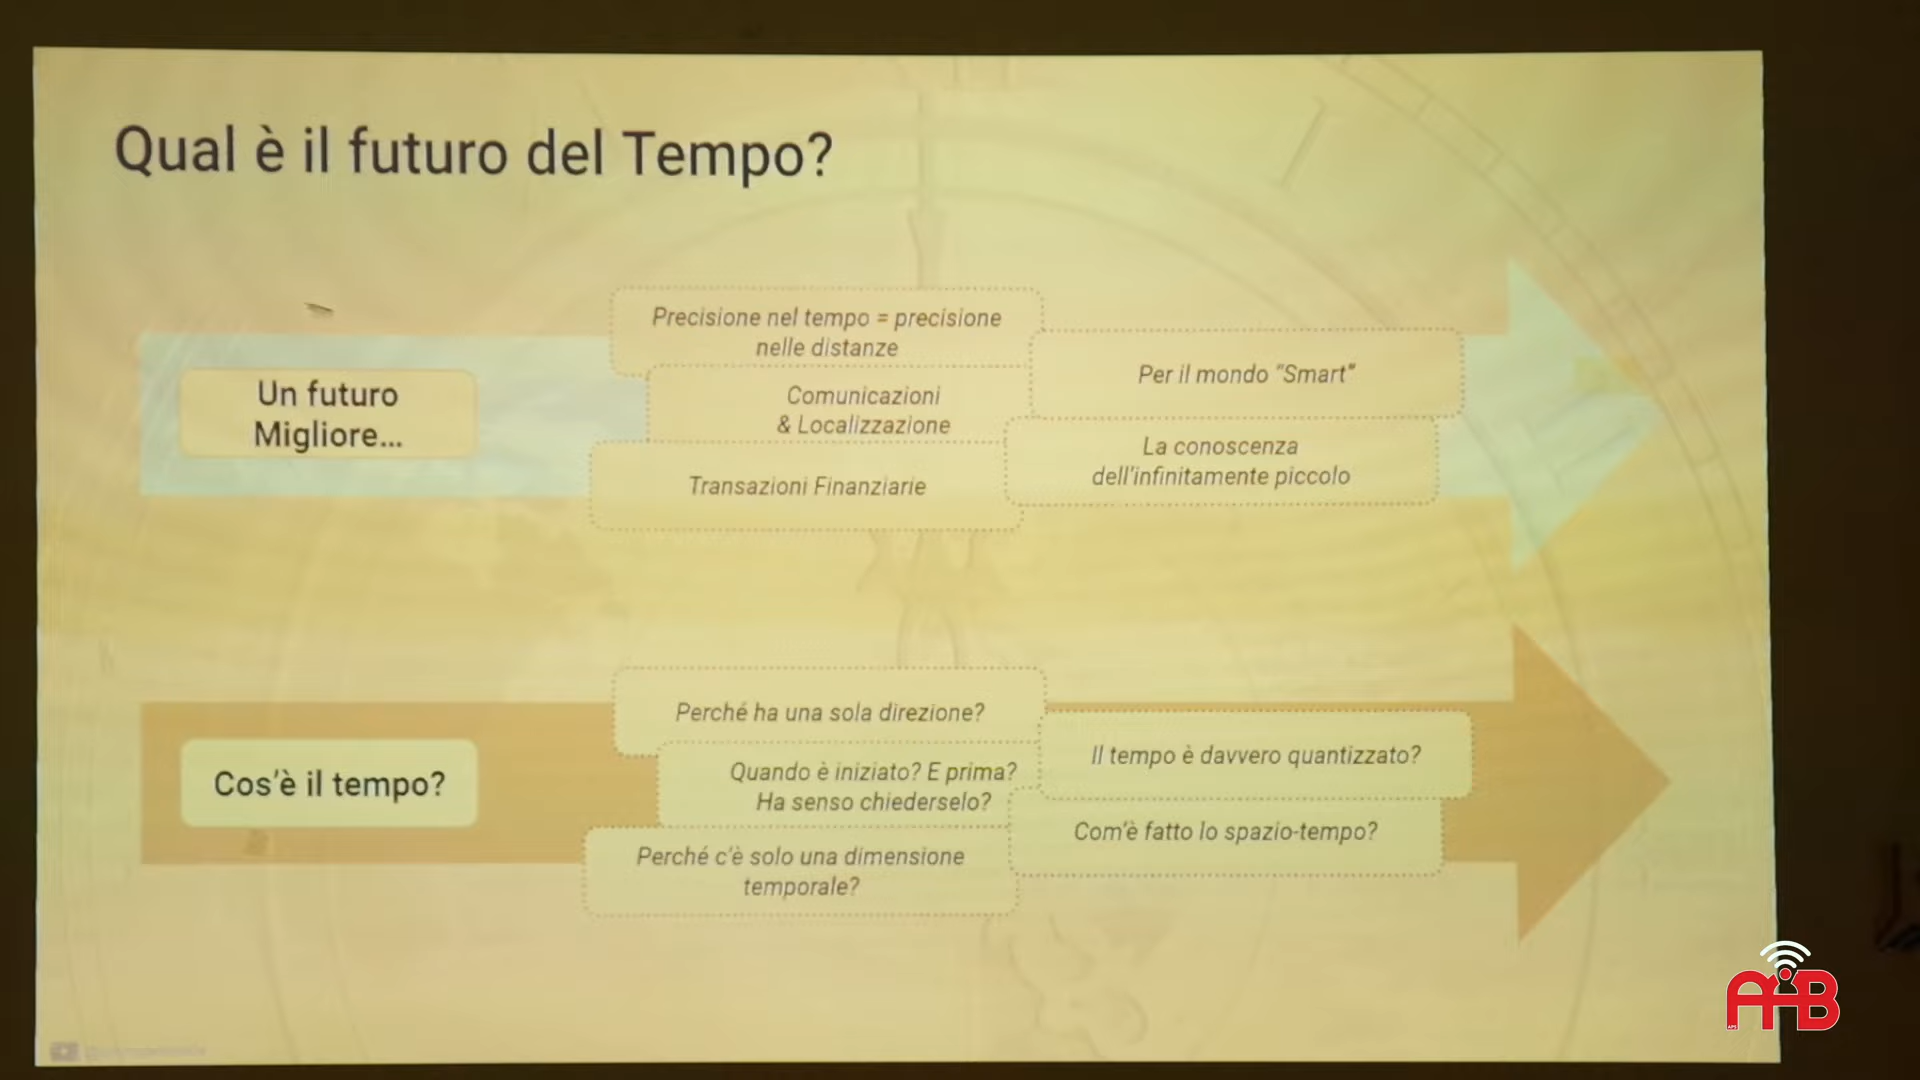 Qual è il futuro del Tempo?
Un futuro
Migliore...
Precisione nel tempo = precisione
nelle distanze
Comunicazioni
& Localizzazione
Transazioni Finanziarie
Per il mondo "Smart"
La conoscenza
dell'infinitamente piccolo
Cos'è il tempo?
Perché ha una sola direzione?
Quando è iniziato? E prima?
Ha senso chiederselo?
Perché c'è solo una dimensione
temporale?
Il tempo è davvero quantizzato?
Com'è fatto lo spazio-tempo?
AIB
APS